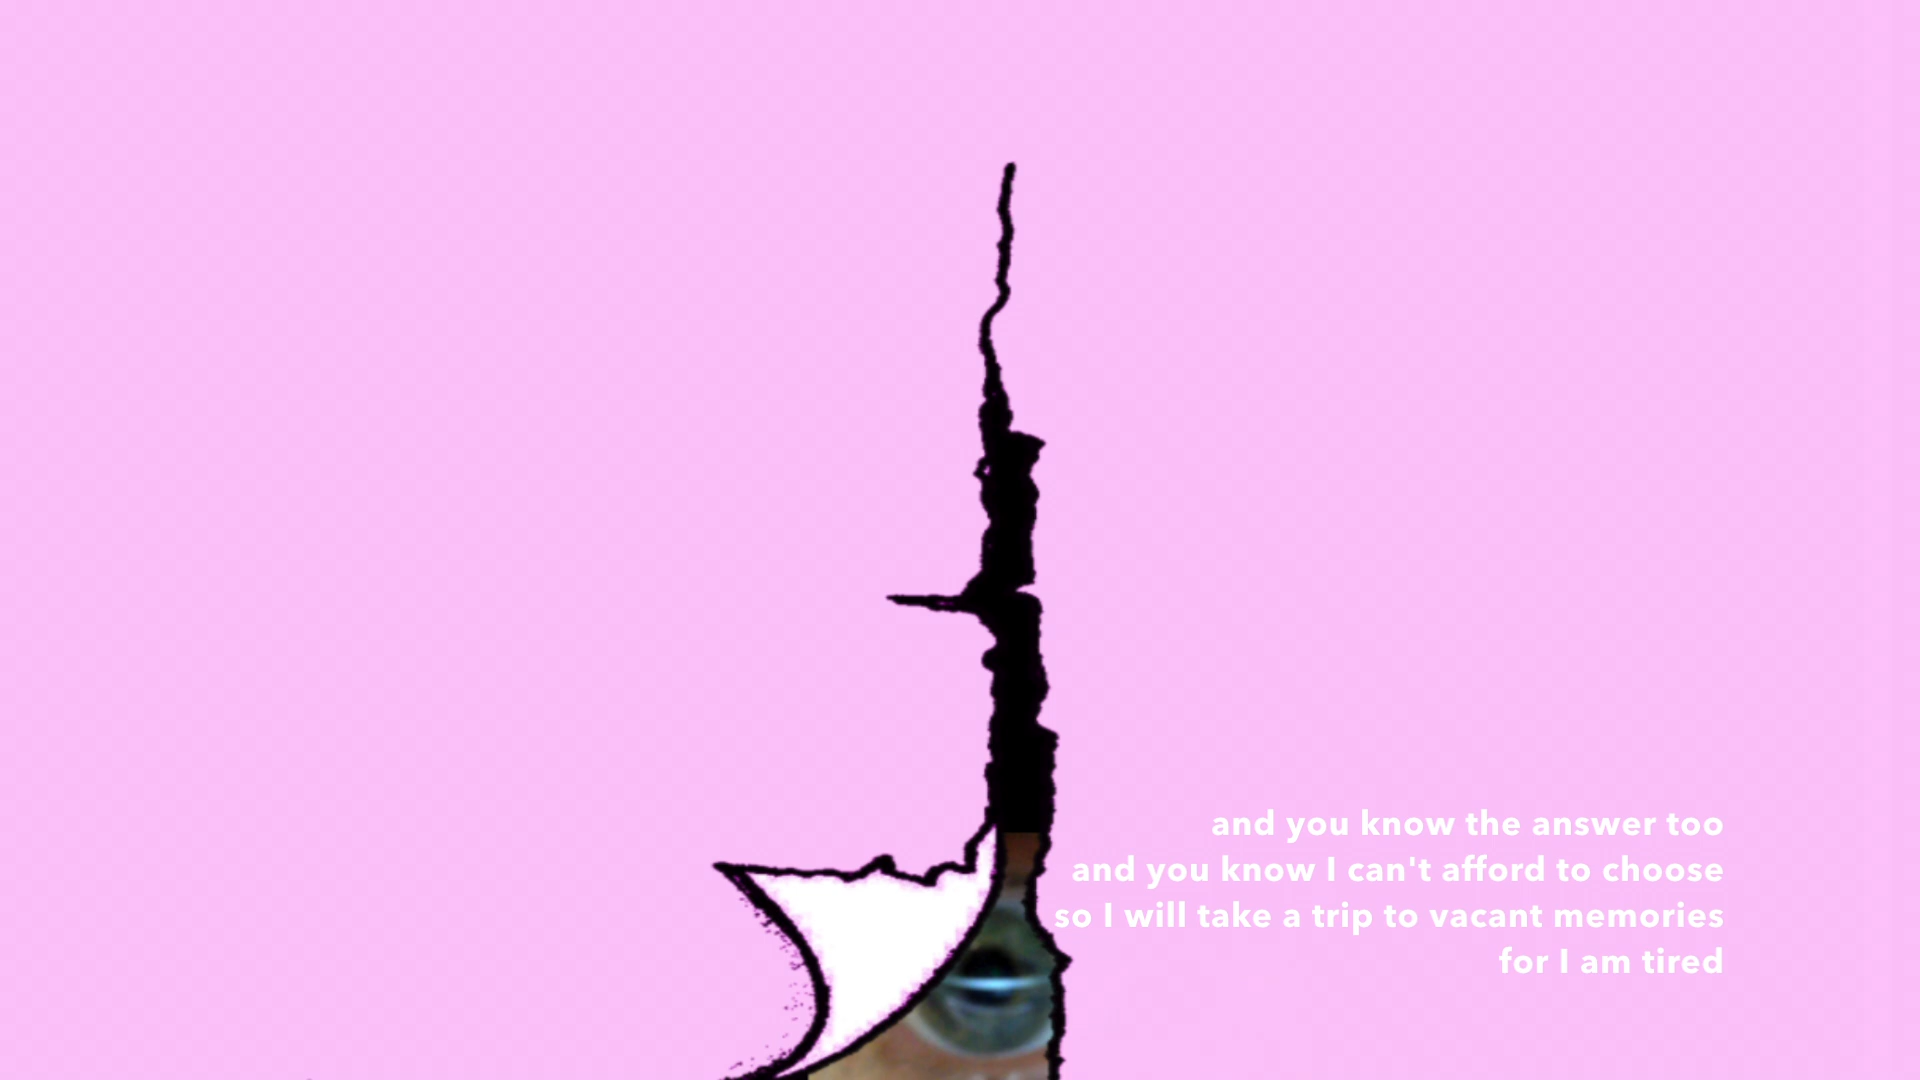 and you know the answer too
and you know I can't afford to choose
so I will take a trip to vacant memories
for I am tired